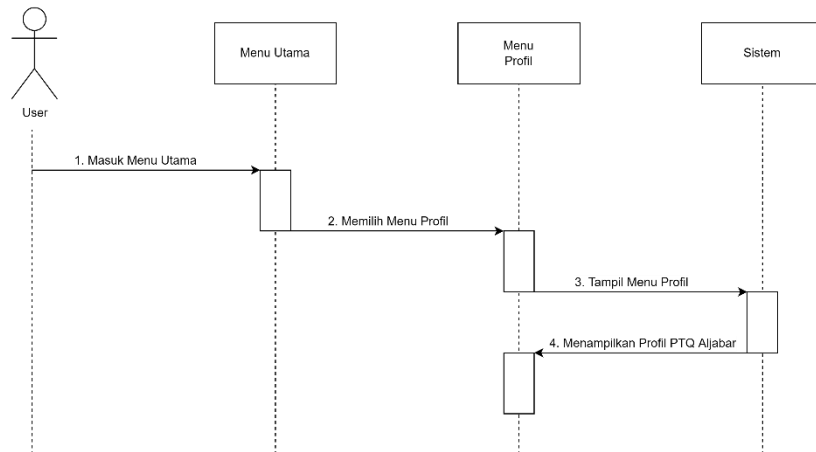 Menu Utama
Menu
Profil
Sistem
User
1. Masuk Menu Utama
2. Memilih Menu Profil
3. Tampil Menu Profil
4. Menampilkan Profil PTQ Aljabar